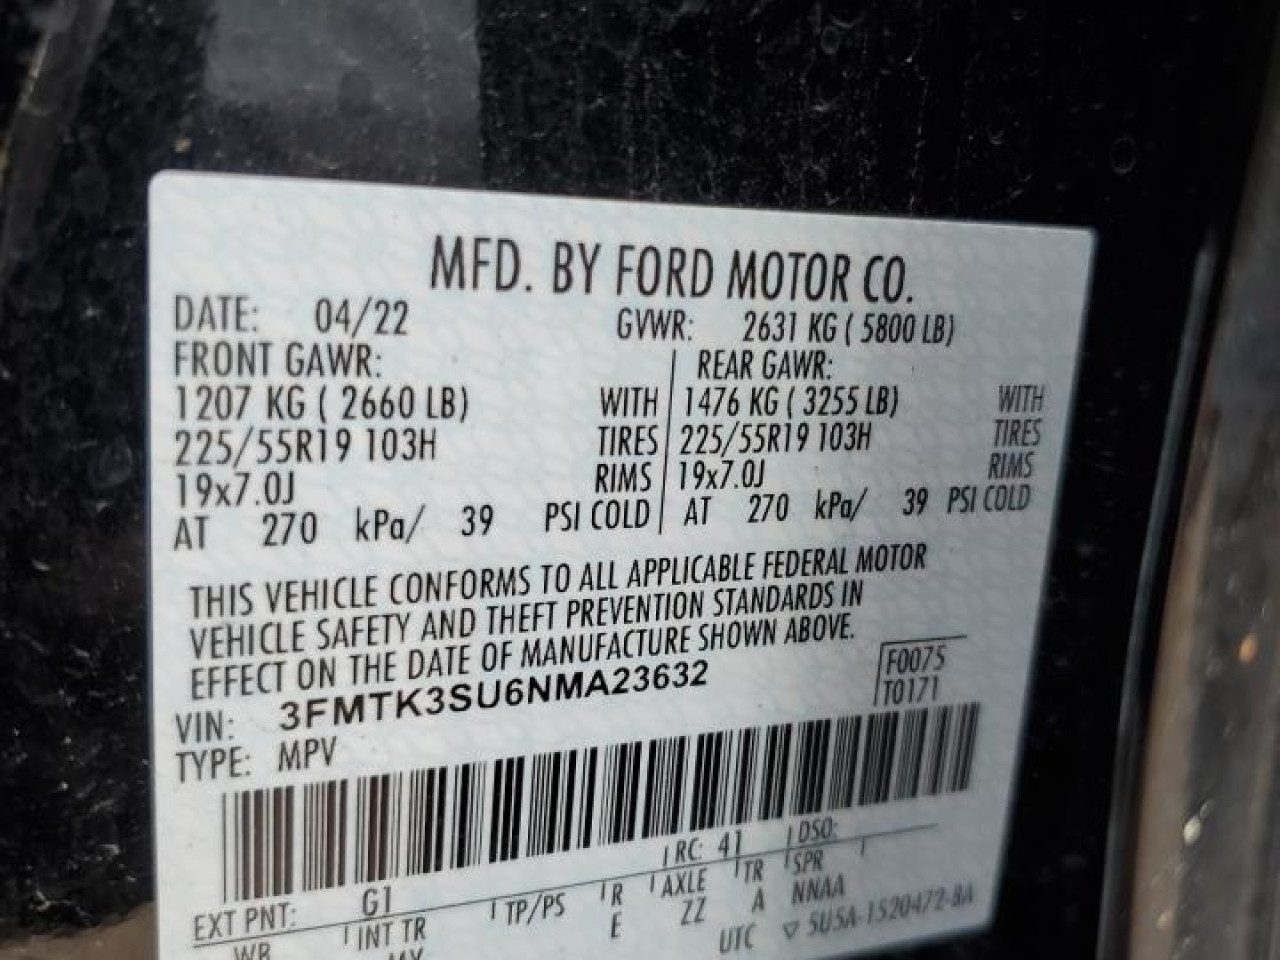 MFD. BY FORD MOTOR CO.
DATE: 04/22 GVWR: 2631 KG ( 5800 LB)
FRONT GAWR: REAR GAWR:
1207 KG ( 2660 LB) WITH 1476 KG ( 3255 LB) WITH
225/55R19 103H TIRES 225/55R19 103H TIRES
19x7.0J RIMS 19x7.0J RIMS
AT 270 kPa/ 39 PSI COLD AT 270 kPa/ 39 PSI COLD
THIS VEHICLE CONFORMS TO ALL APPLICABLE FEDERAL MOTOR
VEHICLE SAFETY AND THEFT PREVENTION STANDARDS IN
EFFECT ON THE DATE OF MANUFACTURE SHOWN ABOVE.
F0075
VIN: 3FMTK3SU6NMA23632 T0171
TYPE: MPV
EXT PNT: G1 RC: 41 DSO:
WB INT TR TP/PS R AXLE TR SPR
E ZZ A NNAA
UTC ▽ 5U5A-1520472-BA